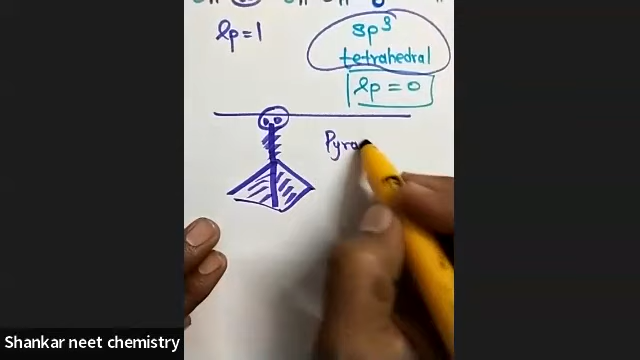 lp = 1
sp³
tetrahedral
lp = 0
Pyra
Shankar neet chemistry